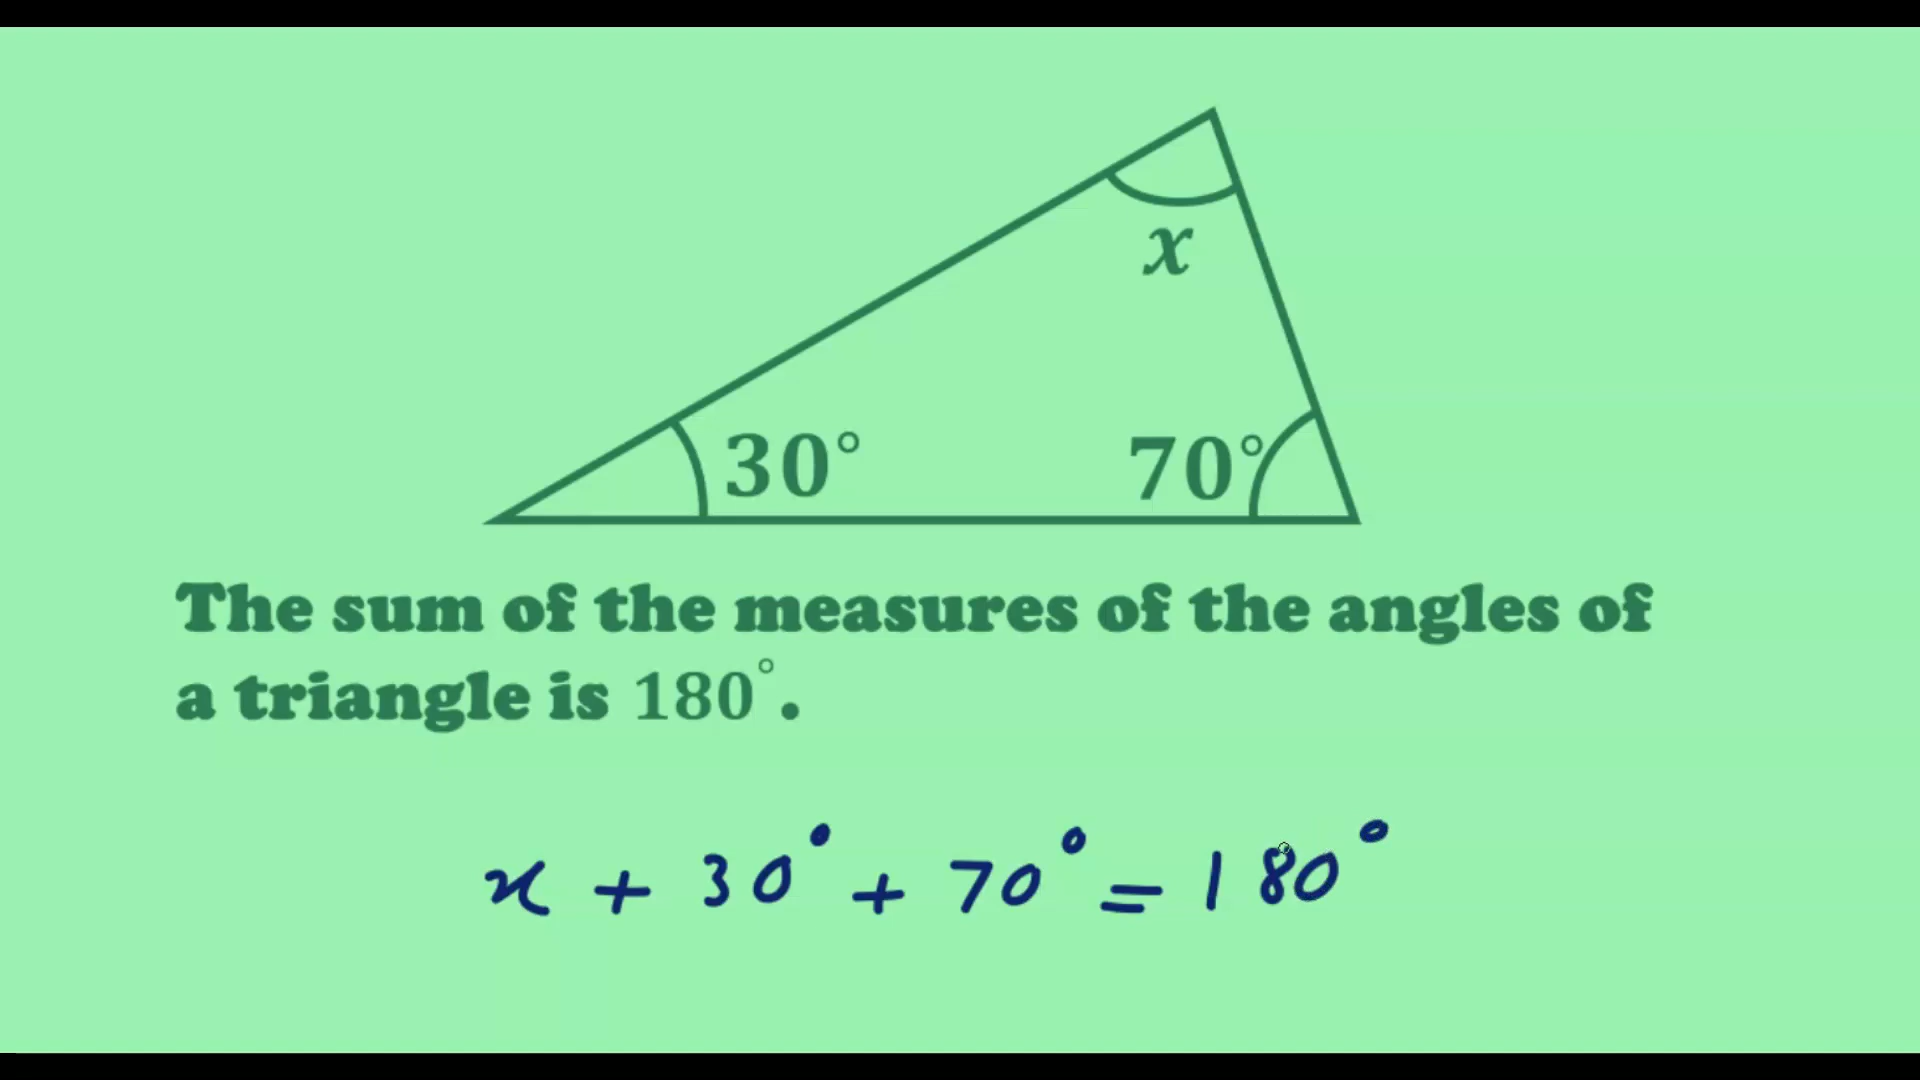 x
30° 70°
The sum of the measures of the angles of
a triangle is 180°.
x + 30° + 70° = 180°